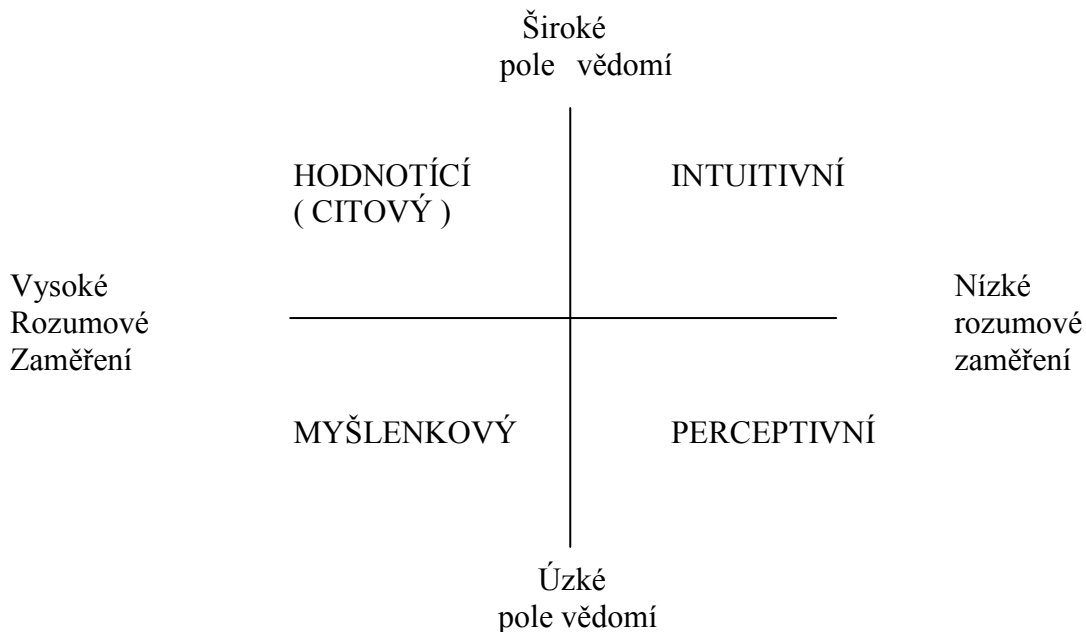 Široké
pole vědomí
HODNOTÍCÍ
( CITOVÝ )
INTUITIVNÍ
Vysoké
Rozumové
Zaměření
Nízké
rozumové
zaměření
MYŠLENKOVÝ
PERCEPTIVNÍ
Úzké
pole vědomí